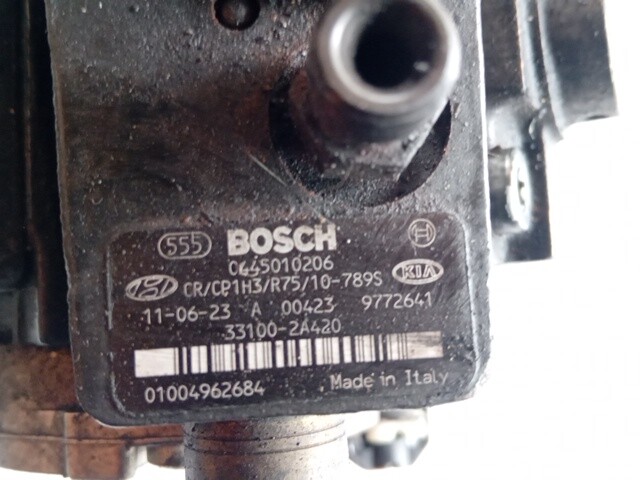 555 BOSCH
0445010206
CR/CP1H3/R75/10-789S KIA
11-06-23 A 00423 9772641
33100-2A420
01004962684 Made in Italy